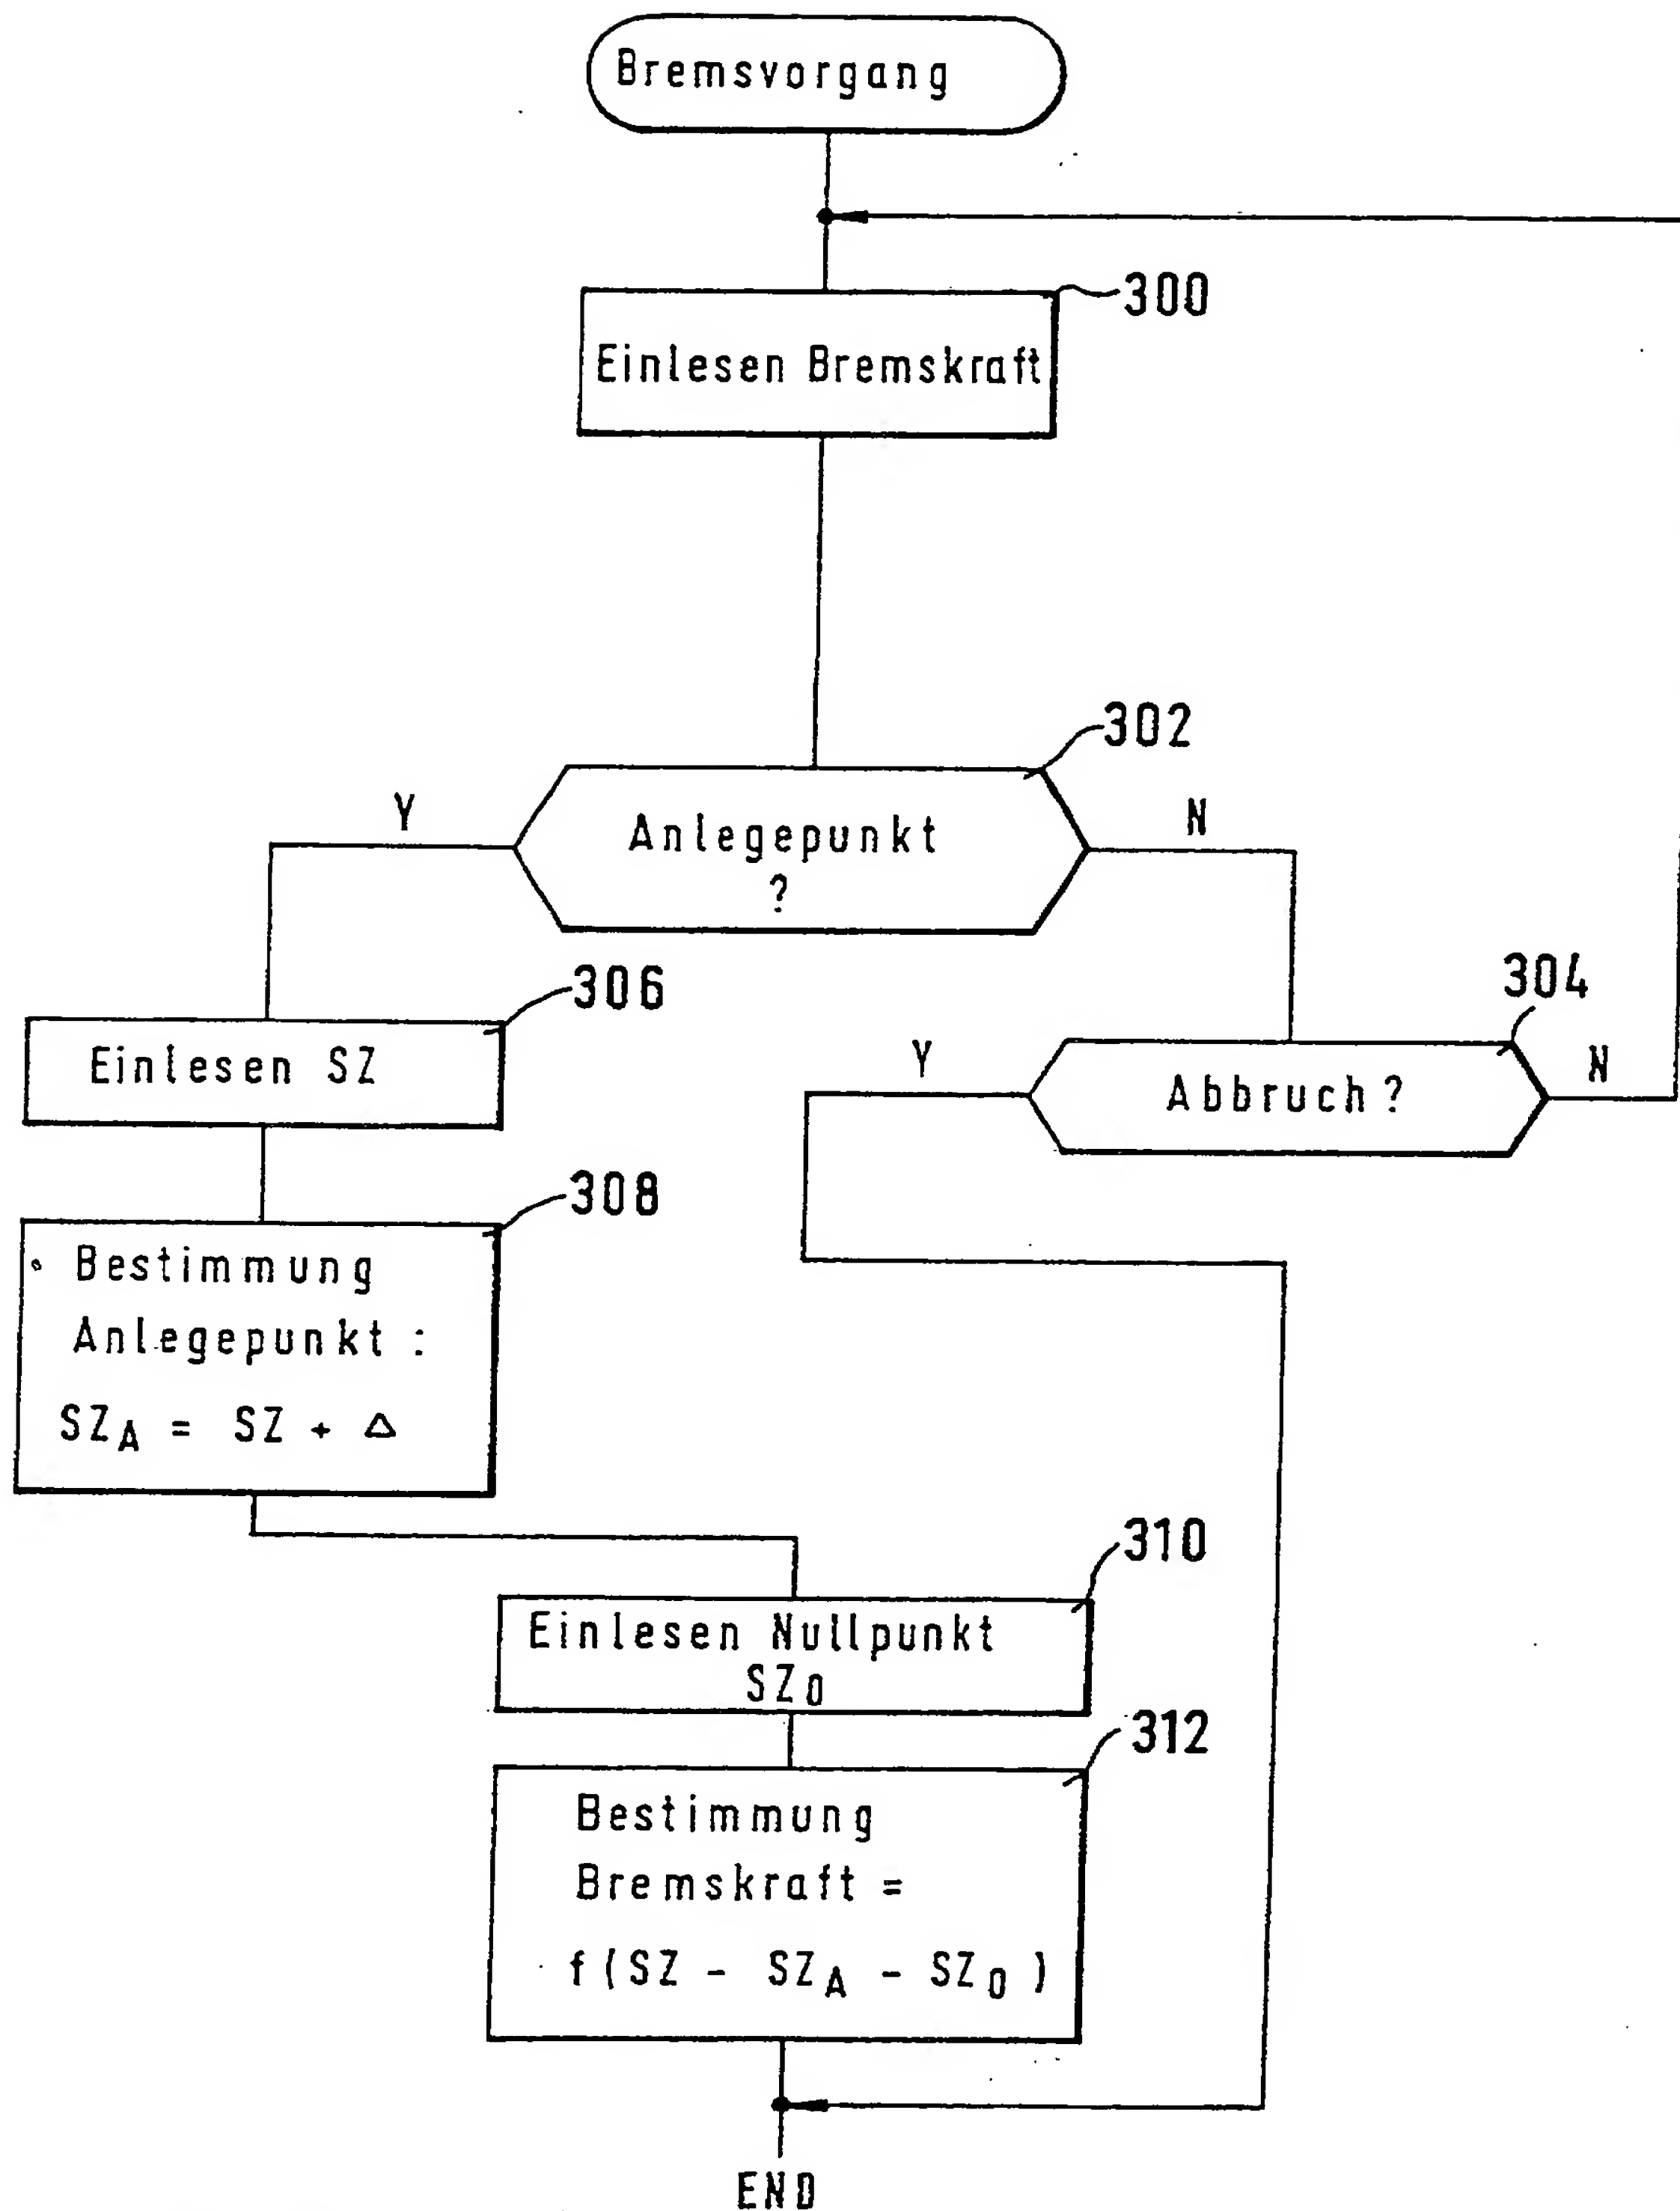 Bremsvorgang
300
Einlesen Bremskraft
302
Y
Anlegepunkt
?
N
306
304
Einlesen SZ
Y
Abbruch?
N
308
Bestimmung
Anlegepunkt :
SZA = SZ + Δ
310
Einlesen Nullpunkt
SZ0
312
Bestimmung
Bremskraft =
f (SZ - SZA - SZ0)
END